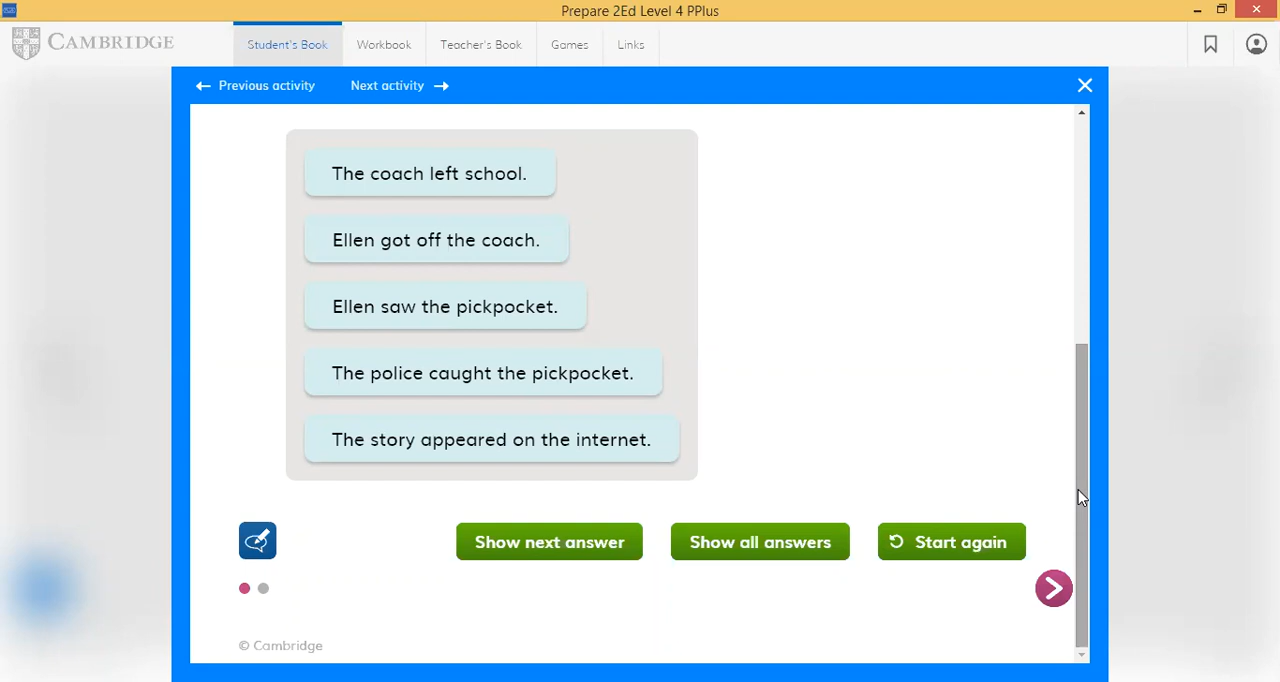 Prepare 2Ed Level 4 PPlus
CAMBRIDGE
Student's Book
Workbook
Teacher's Book
Games
Links
Previous activity
Next activity
The coach left school.
Ellen got off the coach.
Ellen saw the pickpocket.
The police caught the pickpocket.
The story appeared on the internet.
Show next answer
Show all answers
Start again
© Cambridge